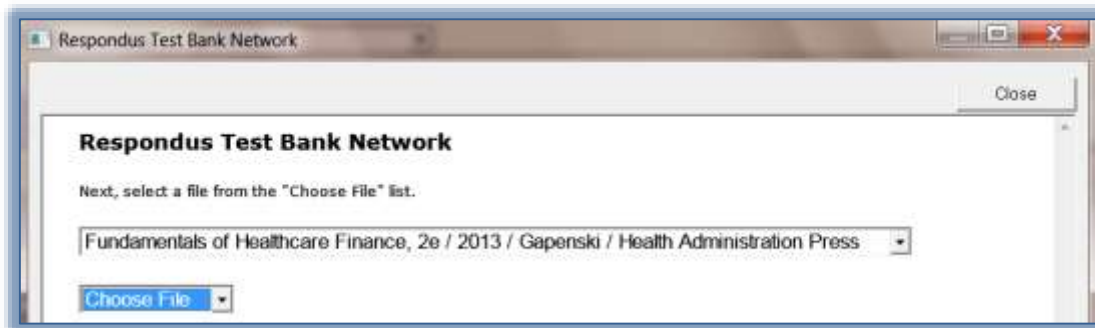 Respondus Test Bank Network
Close
Respondus Test Bank Network
Next, select a file from the "Choose File" list.
Fundamentals of Healthcare Finance, 2e / 2013 / Gapenski / Health Administration Press
Choose File